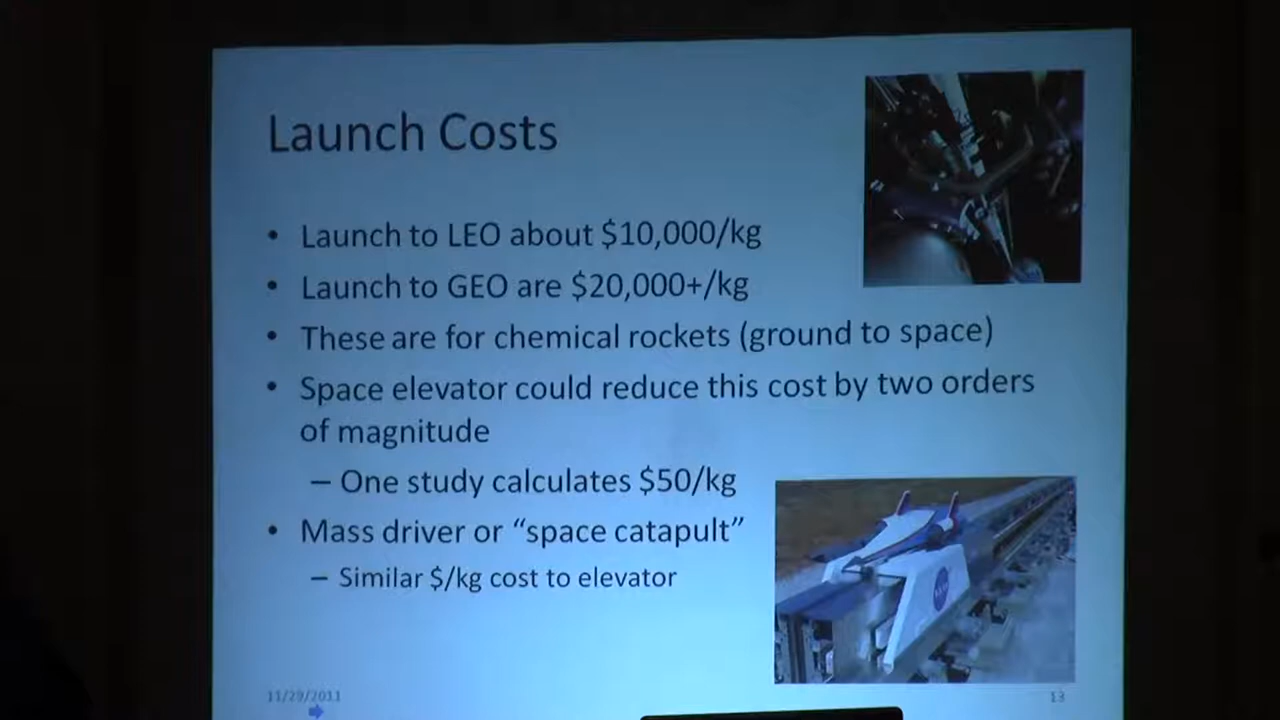 Launch Costs
• Launch to LEO about $10,000/kg
• Launch to GEO are $20,000+/kg
• These are for chemical rockets (ground to space)
• Space elevator could reduce this cost by two orders
of magnitude
– One study calculates $50/kg
• Mass driver or “space catapult”
– Similar $/kg cost to elevator
11/29/2011
13